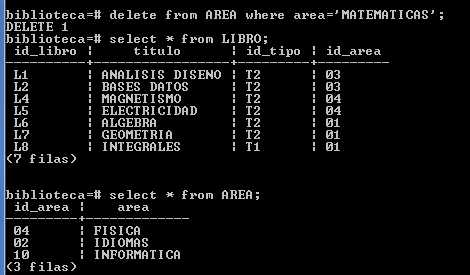 biblioteca=# delete from AREA where area='MATEMATICAS';
DELETE 1
biblioteca=# select * from LIBRO;
 id_libro ¦      titulo      ¦ id_tipo ¦ id_area
----------+------------------+---------+---------
 L1       ¦ ANALISIS DISENO  ¦ T2      ¦ 03
 L2       ¦ BASES DATOS      ¦ T2      ¦ 03
 L4       ¦ MAGNETISMO       ¦ T2      ¦ 04
 L5       ¦ ELECTRICIDAD     ¦ T2      ¦ 04
 L6       ¦ ALGEBRA          ¦ T2      ¦ 01
 L7       ¦ GEOMETRIA        ¦ T2      ¦ 01
 L8       ¦ INTEGRALES       ¦ T1      ¦ 01
(7 filas)
biblioteca=# select * from AREA;
 id_area ¦    area
---------+-------------
 04      ¦ FISICA
 02      ¦ IDIOMAS
 10      ¦ INFORMATICA
(3 filas)